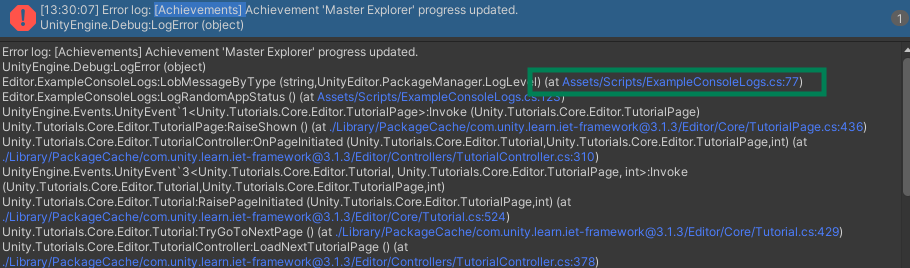 [13:30:07] Error log: [Achievements] Achievement 'Master Explorer' progress updated.
UnityEngine.Debug:LogError (object)
1
Error log: [Achievements] Achievement 'Master Explorer' progress updated.
UnityEngine.Debug:LogError (object)
Editor.ExampleConsoleLogs:LobMessageByType (string,UnityEditor.PackageManager.LogLevel) (at Assets/Scripts/ExampleConsoleLogs.cs:77)
Editor.ExampleConsoleLogs:LogRandomAppStatus () (at Assets/Scripts/ExampleConsoleLogs.cs:123)
UnityEngine.Events.UnityEvent`1<Unity.Tutorials.Core.Editor.TutorialPage>:Invoke (Unity.Tutorials.Core.Editor.TutorialPage)
Unity.Tutorials.Core.Editor.TutorialPage:RaiseShown () (at ./Library/PackageCache/com.unity.learn.iet-framework@3.1.3/Editor/Core/TutorialPage.cs:436)
Unity.Tutorials.Core.Editor.TutorialController:OnPageInitiated (Unity.Tutorials.Core.Editor.Tutorial,Unity.Tutorials.Core.Editor.TutorialPage,int) (at
./Library/PackageCache/com.unity.learn.iet-framework@3.1.3/Editor/Controllers/TutorialController.cs:310)
UnityEngine.Events.UnityEvent`3<Unity.Tutorials.Core.Editor.Tutorial, Unity.Tutorials.Core.Editor.TutorialPage, int>:Invoke
(Unity.Tutorials.Core.Editor.Tutorial,Unity.Tutorials.Core.Editor.TutorialPage,int)
Unity.Tutorials.Core.Editor.Tutorial:RaisePageInitiated (Unity.Tutorials.Core.Editor.TutorialPage,int) (at
./Library/PackageCache/com.unity.learn.iet-framework@3.1.3/Editor/Core/Tutorial.cs:524)
Unity.Tutorials.Core.Editor.Tutorial:TryGoToNextPage () (at ./Library/PackageCache/com.unity.learn.iet-framework@3.1.3/Editor/Core/Tutorial.cs:429)
Unity.Tutorials.Core.Editor.TutorialController:LoadNextTutorialPage () (at
./Library/PackageCache/com.unity.learn.iet-framework@3.1.3/Editor/Controllers/TutorialController.cs:378)